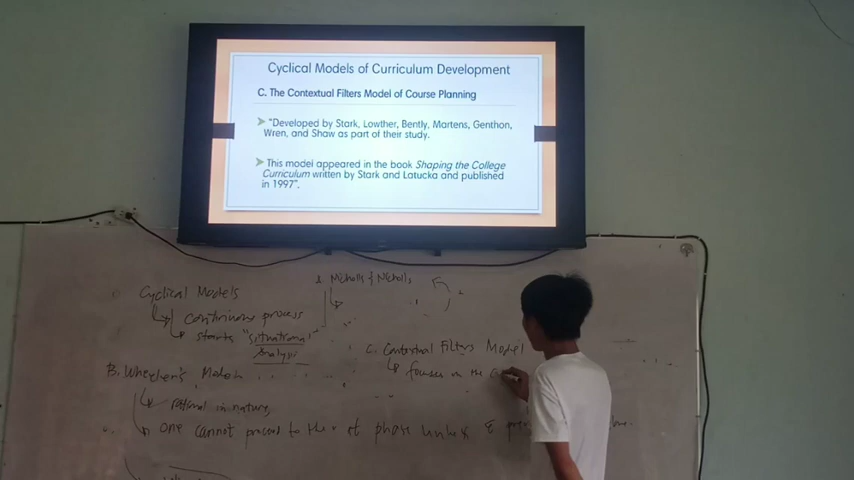 Cyclical Models of Curriculum Development
C. The Contextual Filters Model of Course Planning
"Developed by Stark, Lowther, Bently, Martens, Genthon,
Wren, and Shaw as part of their study.
This model appeared in the book Shaping the College
Curriculum written by Stark and Latucka and published
in 1997".
Cyclical Models
continuous process
starts "situational
Analysis
Nicholls & Nicholls
B. Wheeler's Model
rational in nature
one cannot proceed to the phase unless
C. Contextual Filters Model
focuses on the